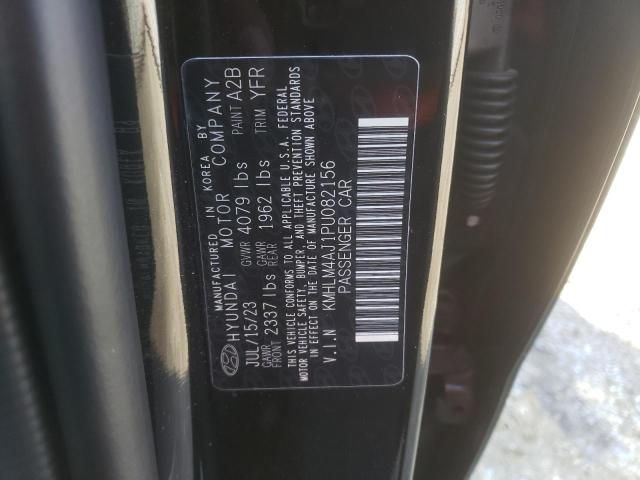 MANUFACTURED IN KOREA BY
HYUNDAI MOTOR COMPANY
JUL/15/23 GVWR 4079 lbs PAINT A2B
GAWR FRONT 2337 lbs GAWR REAR 1962 lbs TRIM YFR
THIS VEHICLE CONFORMS TO ALL APPLICABLE U.S.A. FEDERAL
MOTOR VEHICLE SAFETY, BUMPER, AND THEFT PREVENTION STANDARDS
IN EFFECT ON THE DATE OF MANUFACTURE SHOWN ABOVE
V.I.N KMHLM4AJ1PU082156
PASSENGER CAR